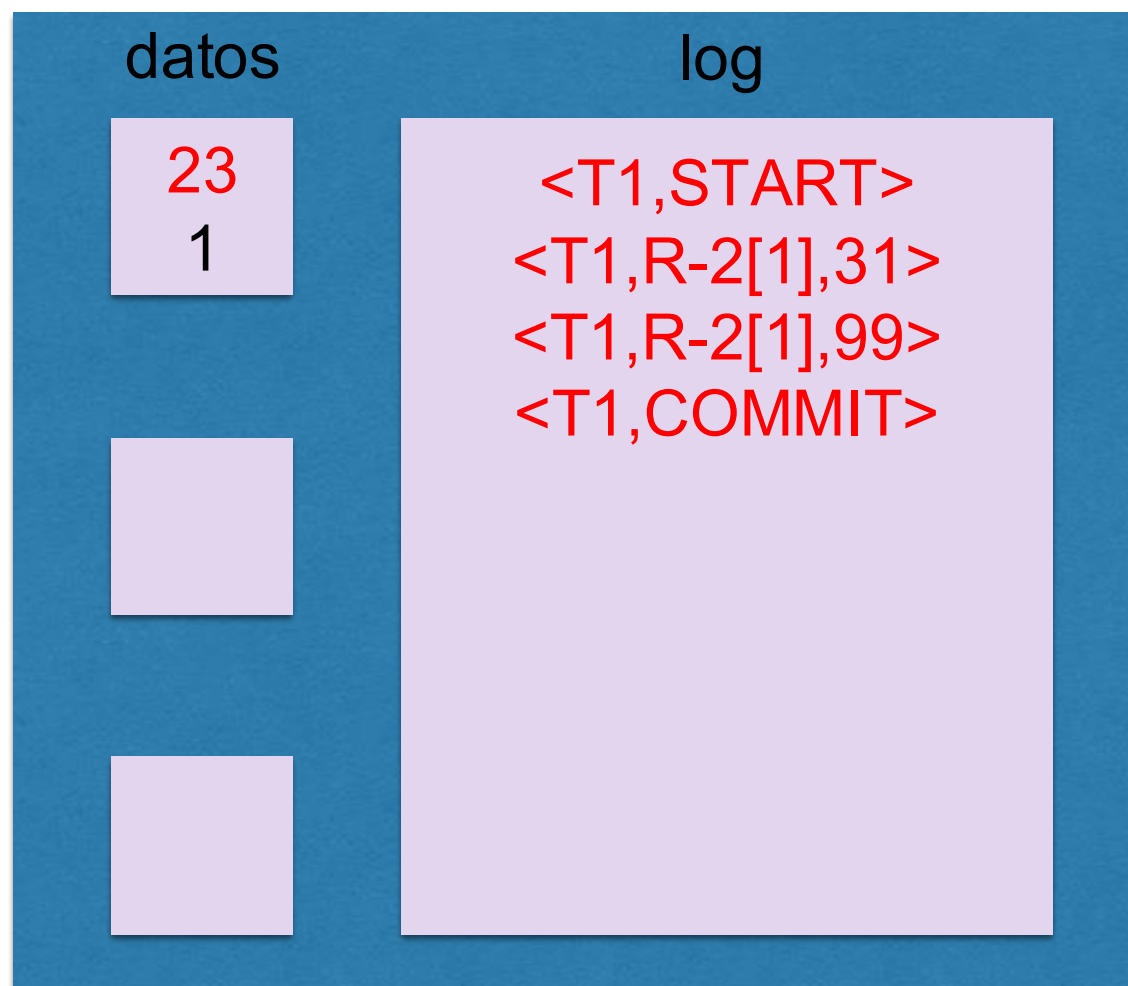 datos
log
23
1
<T1,START>
<T1,R-2[1],31>
<T1,R-2[1],99>
<T1,COMMIT>